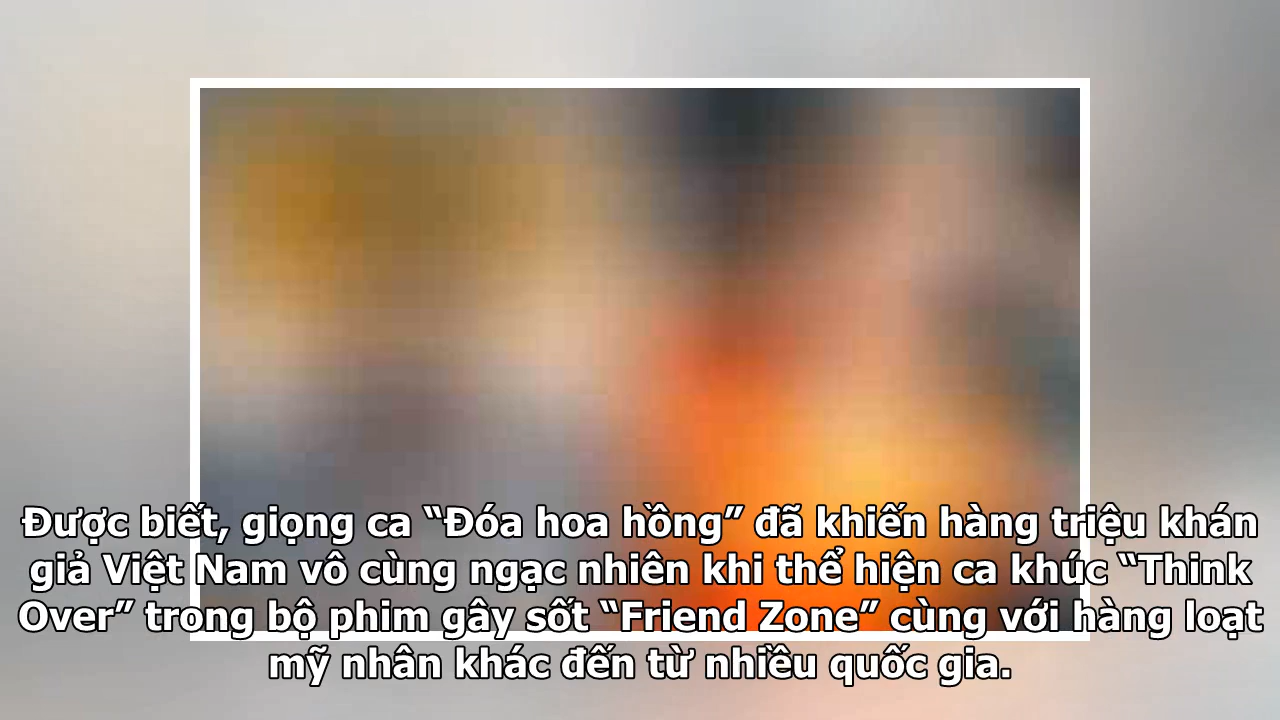 Được biết, giọng ca “Đóa hoa hồng” đã khiến hàng triệu khán
giả Việt Nam vô cùng ngạc nhiên khi thể hiện ca khúc “Think
Over” trong bộ phim gây sốt “Friend Zone” cùng với hàng loạt
mỹ nhân khác đến từ nhiều quốc gia.